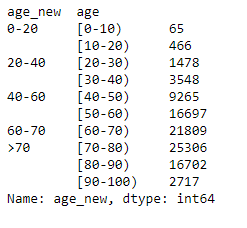 age_new  age
0-20     [0-10)        65
         [10-20)      466
20-40    [20-30)     1478
         [30-40)     3548
40-60    [40-50)     9265
         [50-60)    16697
60-70    [60-70)    21809
>70      [70-80)    25306
         [80-90)    16702
         [90-100)    2717
Name: age_new, dtype: int64